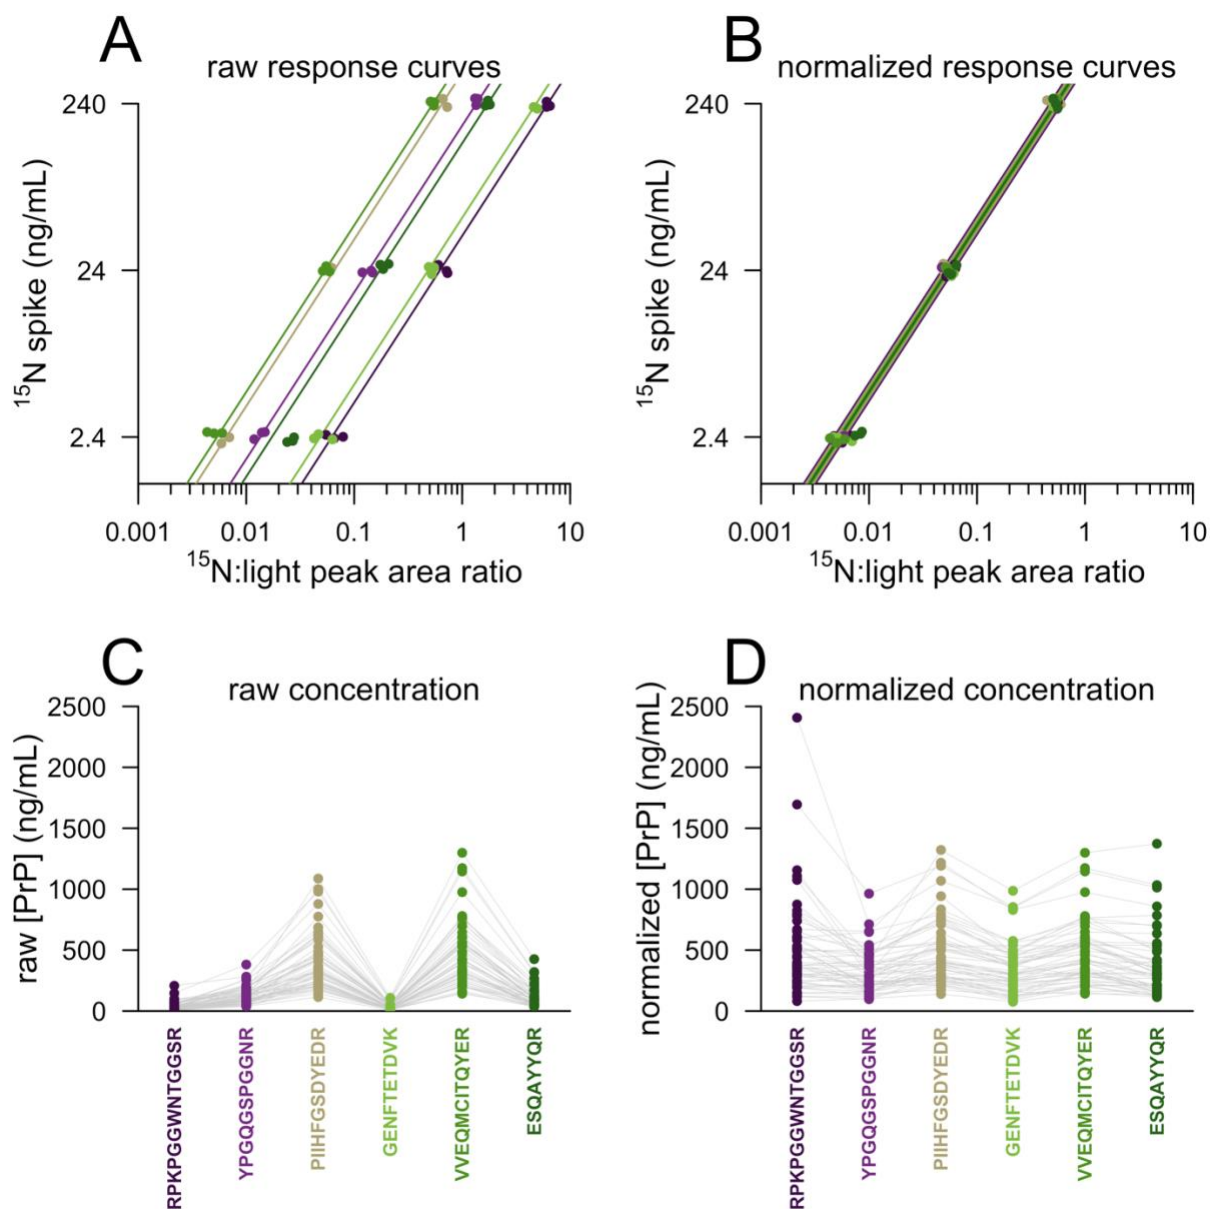 A
raw response curves
240
24
2.4
¹⁵N spike (ng/mL)
0.001 0.01 0.1 1 10
¹⁵N:light peak area ratio
B
normalized response curves
240
24
2.4
¹⁵N spike (ng/mL)
0.001 0.01 0.1 1 10
¹⁵N:light peak area ratio
C
raw concentration
2500
2000
1500
1000
500
0
raw [PrP] (ng/mL)
RPKPGGWNTGGSR
YPGQGSPGGNR
PIIHFGSDYEDR
GENFTETDVK
VVEQMCITQYER
ESQAYYQR
D
normalized concentration
2500
2000
1500
1000
500
0
normalized [PrP] (ng/mL)
RPKPGGWNTGGSR
YPGQGSPGGNR
PIIHFGSDYEDR
GENFTETDVK
VVEQMCITQYER
ESQAYYQR